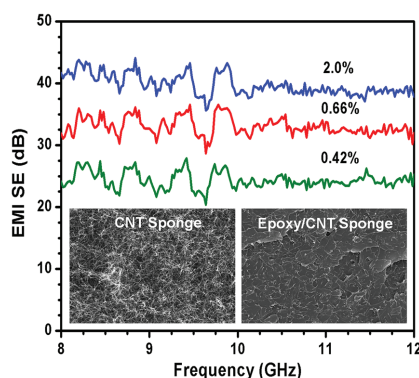 50
40
30
20
10
0
EMI SE (dB)
2.0%
0.66%
0.42%
CNT Sponge
Epoxy/CNT Sponge
8 9 10 11 12
Frequency (GHz)